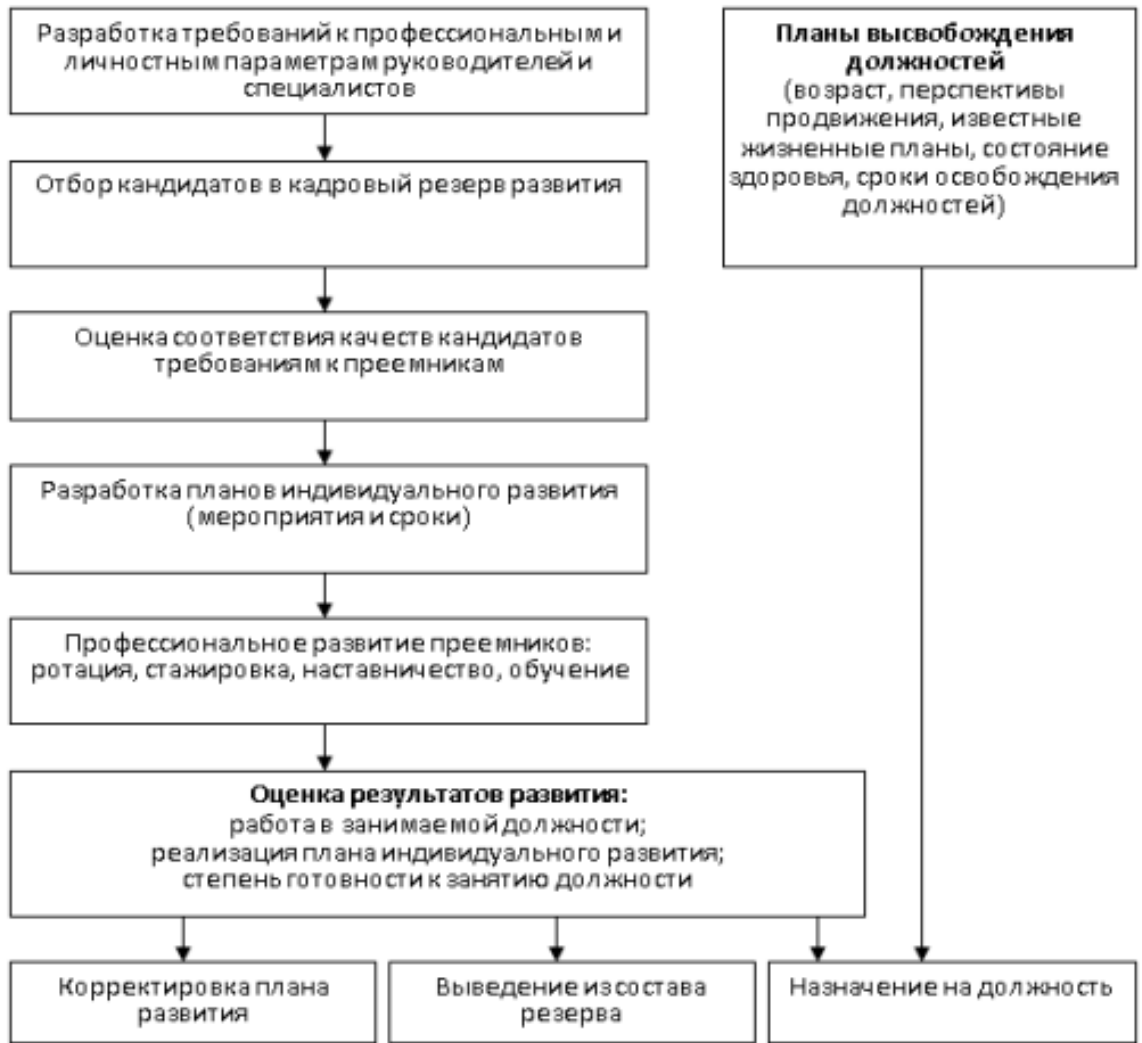 Разработка требований к профессиональным и
личностным параметрам руководителей и
специалистов
Планы высвобождения
должностей
(возраст, перспективы
продвижения, известные
жизненные планы, состояние
здоровья, сроки освобождения
должностей)
Отбор кандидатов в кадровый резерв развития
Оценка соответствия качеств кандидатов
требованиям к преемникам
Разработка планов индивидуального развития
(мероприятия и сроки)
Профессиональное развитие преемников:
ротация, стажировка, наставничество, обучение
Оценка результатов развития:
работа в занимаемой должности;
реализация плана индивидуального развития;
степень готовности к занятию должности
Корректировка плана
развития
Выведение из состава
резерва
Назначение на должность